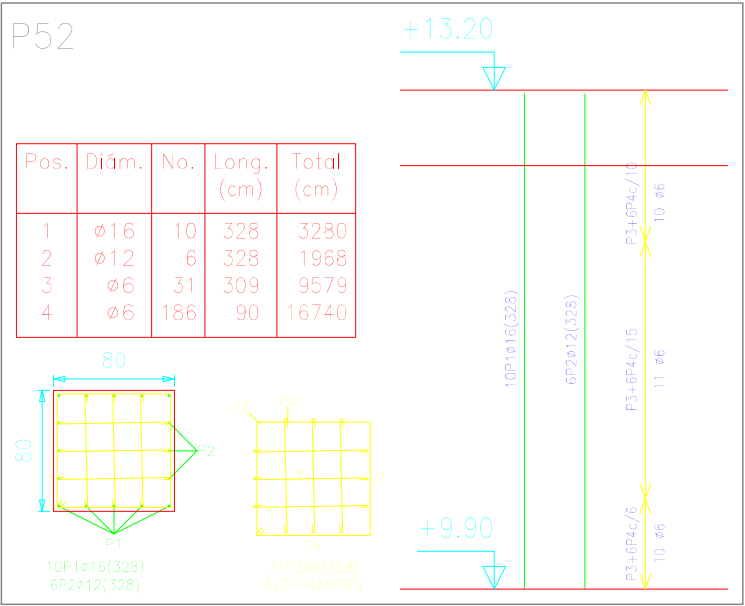 P52
+13.20
Pos. Diám. No. Long. (cm) Total (cm)
1 ø16 10 328 3280
2 ø12 6 328 1968
3 ø6 31 309 9579
4 ø6 186 90 16740
10P1ø16(328)
6P2ø12(328)
P3+6P4c/10
10 ø6
P3+6P4c/15
11 ø6
P3+6P4c/6
10 ø6
80
80
P2
P1
10P1ø16(328)
6P2ø12(328)
P3
P4
+9.90